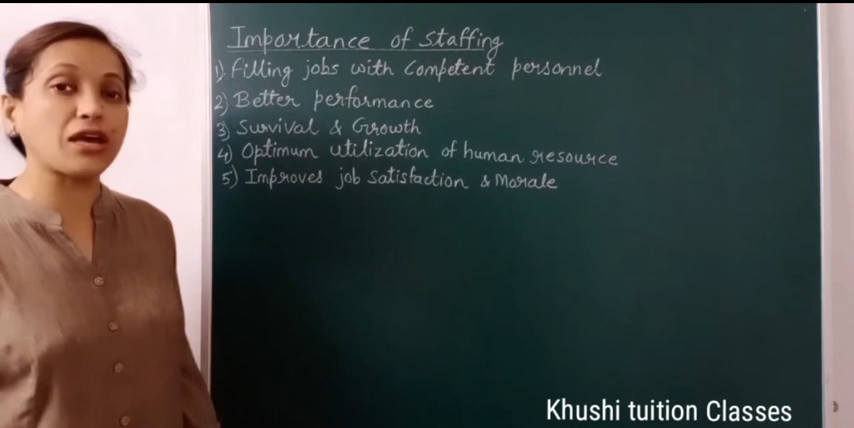 Importance of Staffing
1) Filling jobs with Competent personnel
2) Better performance
3) Survival & Growth
4) Optimum utilization of human resource
5) Improves job satisfaction & Morale
Khushi tuition Classes